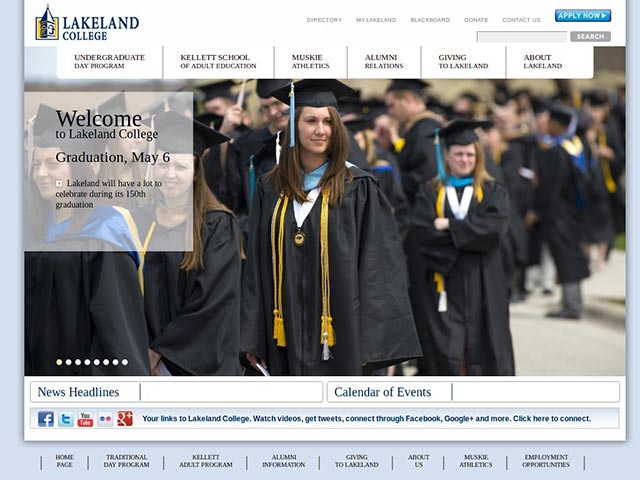 LAKELAND
COLLEGE
DIRECTORY MY.LAKELAND BLACKBOARD DONATE CONTACT US APPLY NOW
SEARCH
UNDERGRADUATE
DAY PROGRAM
KELLETT SCHOOL
OF ADULT EDUCATION
MUSKIE
ATHLETICS
ALUMNI
RELATIONS
GIVING
TO LAKELAND
ABOUT
LAKELAND
Welcome
to Lakeland College
Graduation, May 6
Lakeland will have a lot to
celebrate during its 150th
graduation
News Headlines
Calendar of Events
You Tube
Your links to Lakeland College. Watch videos, get tweets, connect through Facebook, Google+ and more. Click here to connect.
HOME
PAGE
TRADITIONAL
DAY PROGRAM
KELLETT
ADULT PROGRAM
ALUMNI
INFORMATION
GIVING
TO LAKELAND
ABOUT
US
MUSKIE
ATHLETICS
EMPLOYMENT
OPPORTUNITIES